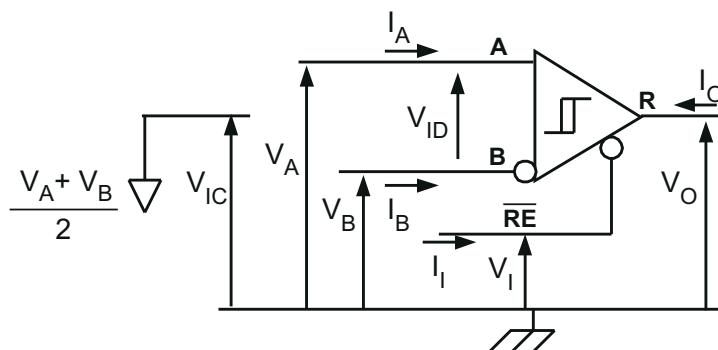 I_A
A
I_O
R
V_ID
V_A
B
V_A + V_B
2
V_IC
V_B
I_B
RE
V_O
I_I
V_I